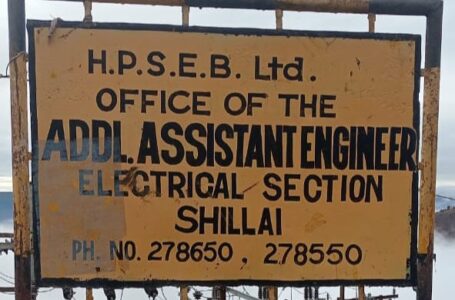 H.P.S.E.B. Ltd.
OFFICE OF THE
ADDL. ASSISTANT ENGINEER
ELECTRICAL SECTION
SHILLAI
PH. NO. 278650 , 278550